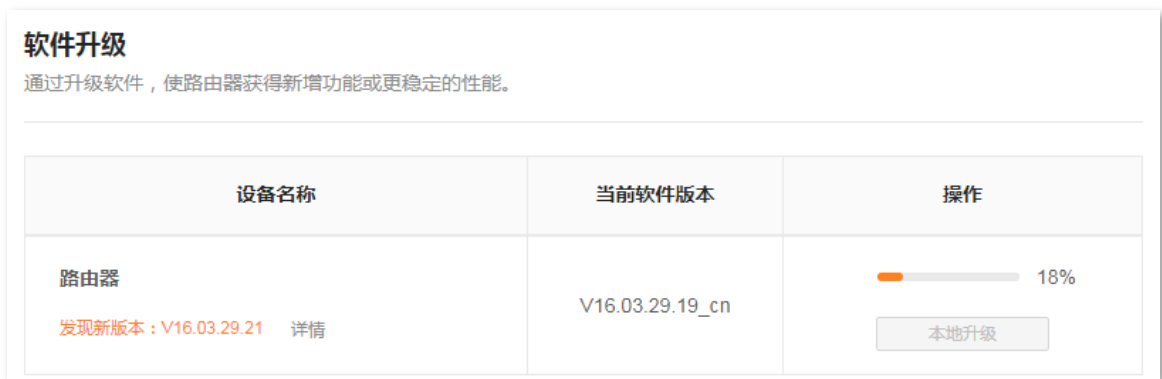 软件升级
通过升级软件，使路由器获得新增功能或更稳定的性能。
设备名称 当前软件版本 操作
路由器
18%
V16.03.29.19_cn
发现新版本：V16.03.29.21 详情
本地升级